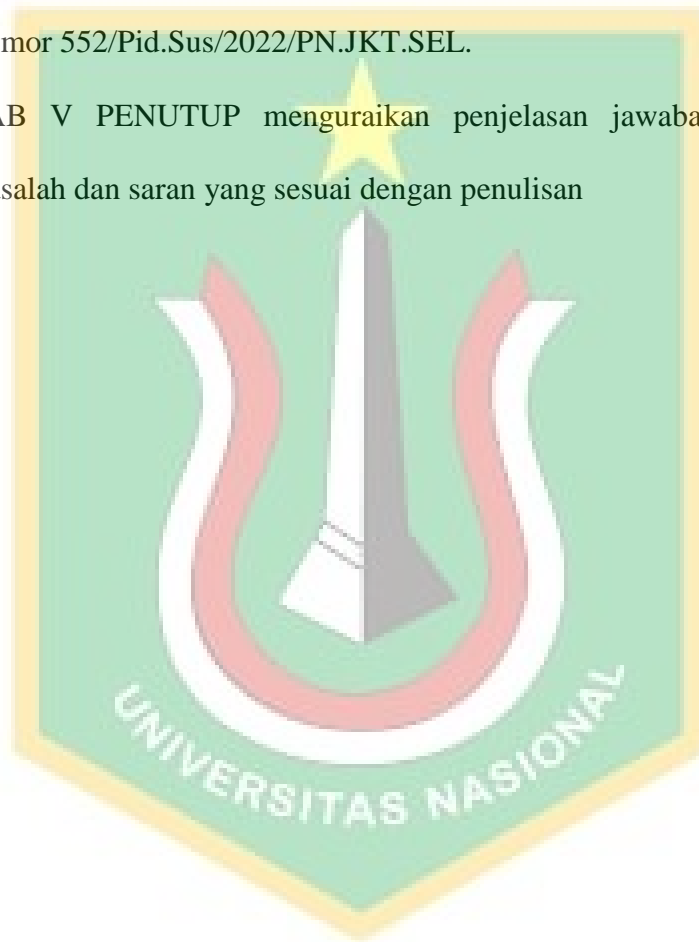 mor 552/Pid.Sus/2022/PN.JKT.SEL.
AB V PENUTUP menguraikan penjelasan jawaba
salah dan saran yang sesuai dengan penulisan
UNIVERSITAS NASIONAL